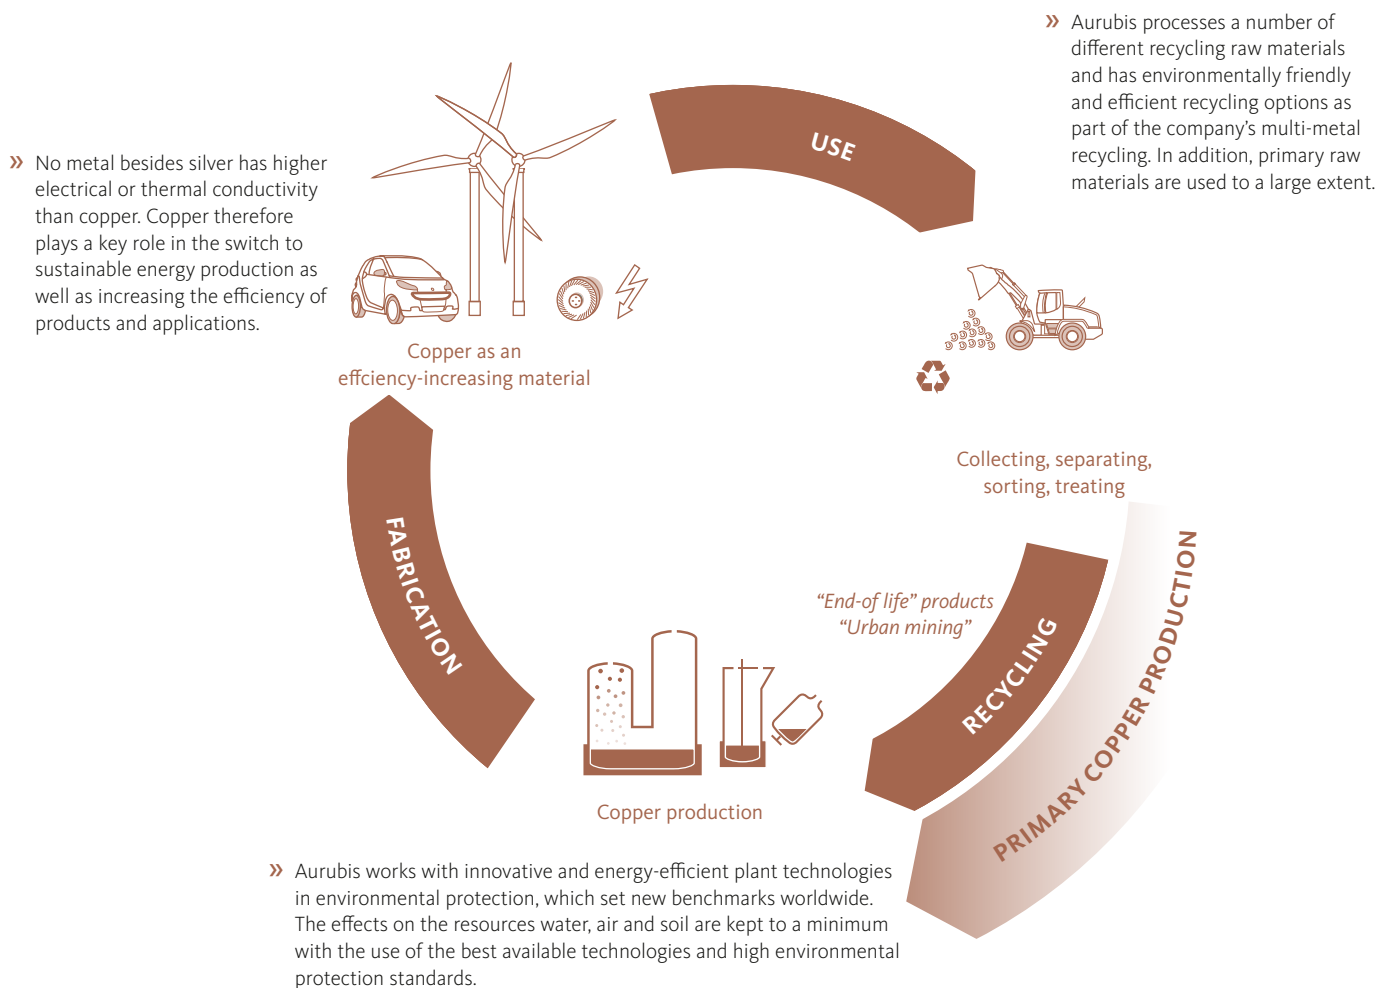 » Aurubis processes a number of
different recycling raw materials
and has environmentally friendly
and efficient recycling options as
part of the company's multi-metal
recycling. In addition, primary raw
materials are used to a large extent.
USE
» No metal besides silver has higher
electrical or thermal conductivity
than copper. Copper therefore
plays a key role in the switch to
sustainable energy production as
well as increasing the efficiency of
products and applications.
Copper as an
effciency-increasing material
Collecting, separating,
sorting, treating
FABRICATION
“End-of life” products
“Urban mining”
RECYCLING
PRIMARY COPPER PRODUCTION
Copper production
» Aurubis works with innovative and energy-efficient plant technologies
in environmental protection, which set new benchmarks worldwide.
The effects on the resources water, air and soil are kept to a minimum
with the use of the best available technologies and high environmental
protection standards.